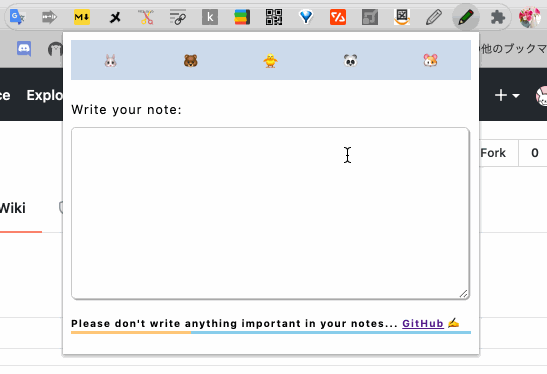 M↓
k
の他のブックマ
ce Explo
Write your note:
Fork 0
Wiki
Please don't write anything important in your notes... GitHub ✍️